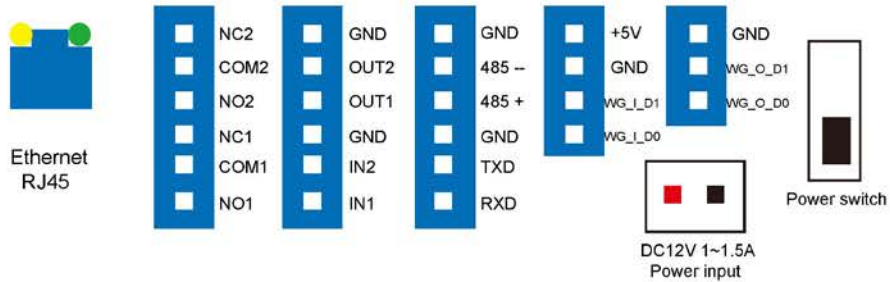 Ethernet
RJ45
NC2
COM2
NO2
NC1
COM1
NO1
GND
OUT2
OUT1
GND
IN2
IN1
GND
485 --
485 +
GND
TXD
RXD
+5V
GND
WG_I_D1
WG_I_D0
GND
WG_O_D1
WG_O_D0
DC12V 1~1.5A
Power input
Power switch